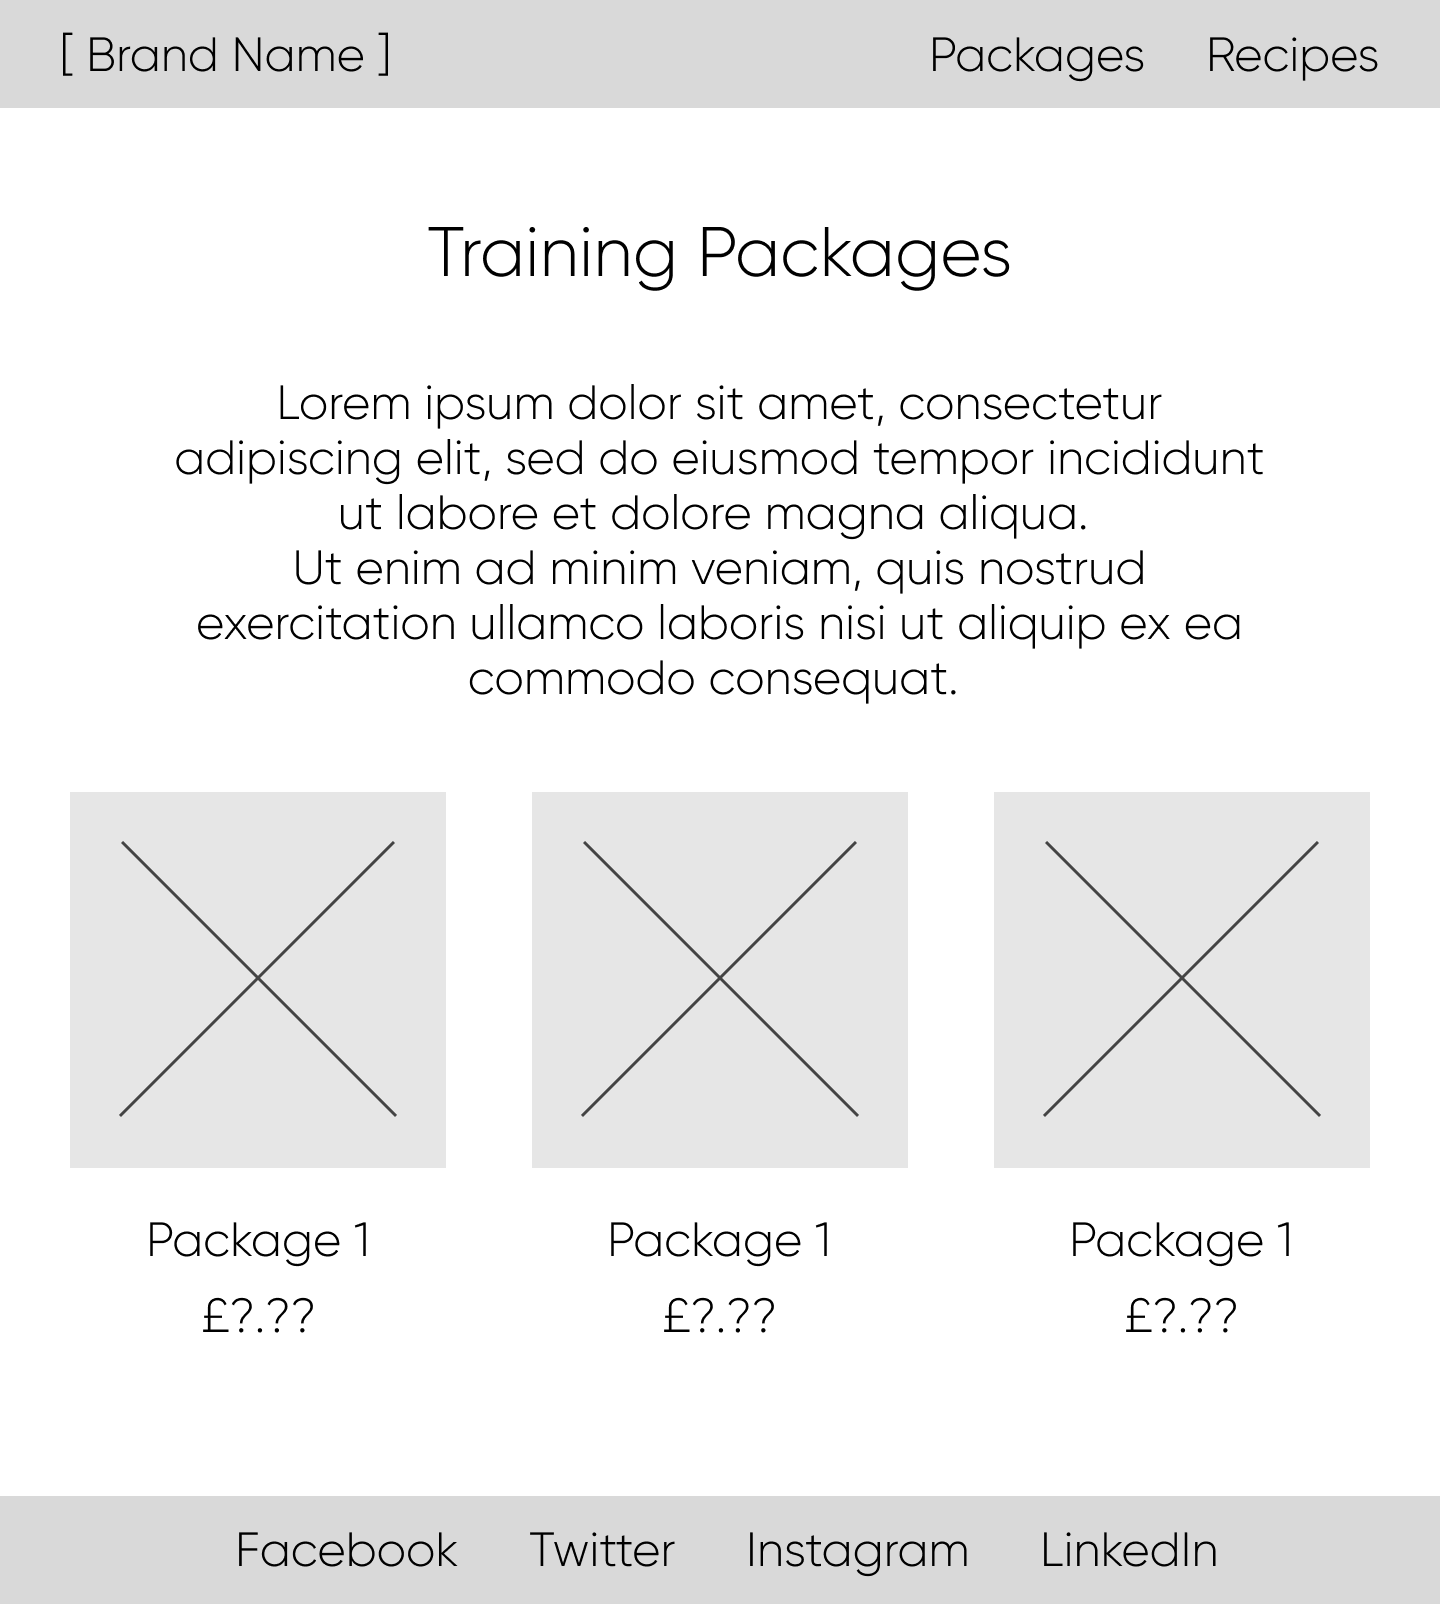 [ Brand Name ] Packages Recipes
Training Packages
Lorem ipsum dolor sit amet, consectetur
adipiscing elit, sed do eiusmod tempor incididunt
ut labore et dolore magna aliqua.
Ut enim ad minim veniam, quis nostrud
exercitation ullamco laboris nisi ut aliquip ex ea
commodo consequat.
Package 1 Package 1 Package 1
£?.?? £?.?? £?.??
Facebook Twitter Instagram LinkedIn